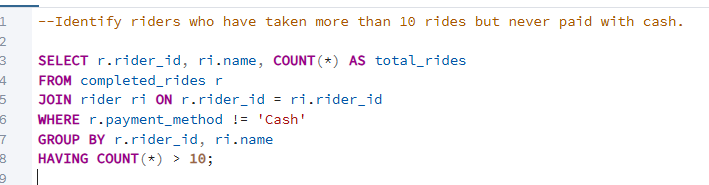 1 --Identify riders who have taken more than 10 rides but never paid with cash.
2
3 SELECT r.rider_id, ri.name, COUNT(*) AS total_rides
4 FROM completed_rides r
5 JOIN rider ri ON r.rider_id = ri.rider_id
6 WHERE r.payment_method != 'Cash'
7 GROUP BY r.rider_id, ri.name
8 HAVING COUNT(*) > 10;
9